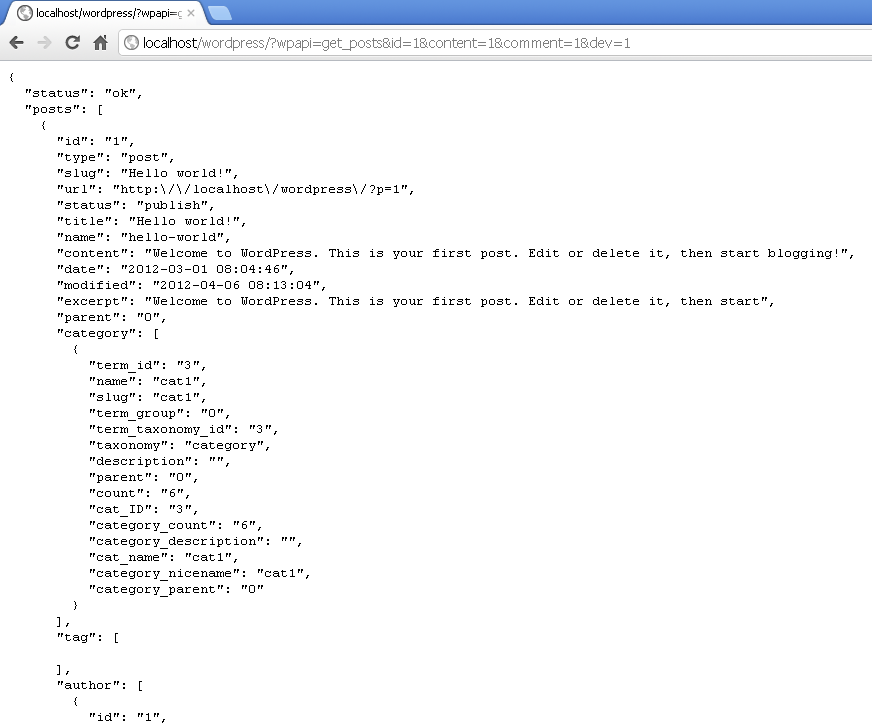 localhost/wordpress/?wpapi=g
localhost/wordpress/?wpapi=get_posts&id=1&content=1&comment=1&dev=1
{
"status": "ok",
"posts": [
{
"id": "1",
"type": "post",
"slug": "Hello world!",
"url": "http:\/\/localhost\/wordpress\/?p=1",
"status": "publish",
"title": "Hello world!",
"name": "hello-world",
"content": "Welcome to WordPress. This is your first post. Edit or delete it, then start blogging!",
"date": "2012-03-01 08:04:46",
"modified": "2012-04-06 08:13:04",
"excerpt": "Welcome to WordPress. This is your first post. Edit or delete it, then start",
"parent": "0",
"category": [
{
"term_id": "3",
"name": "cat1",
"slug": "cat1",
"term_group": "0",
"term_taxonomy_id": "3",
"taxonomy": "category",
"description": "",
"parent": "0",
"count": "6",
"cat_ID": "3",
"category_count": "6",
"category_description": "",
"cat_name": "cat1",
"category_nicename": "cat1",
"category_parent": "0"
}
],
"tag": [
],
"author": [
{
"id": "1",